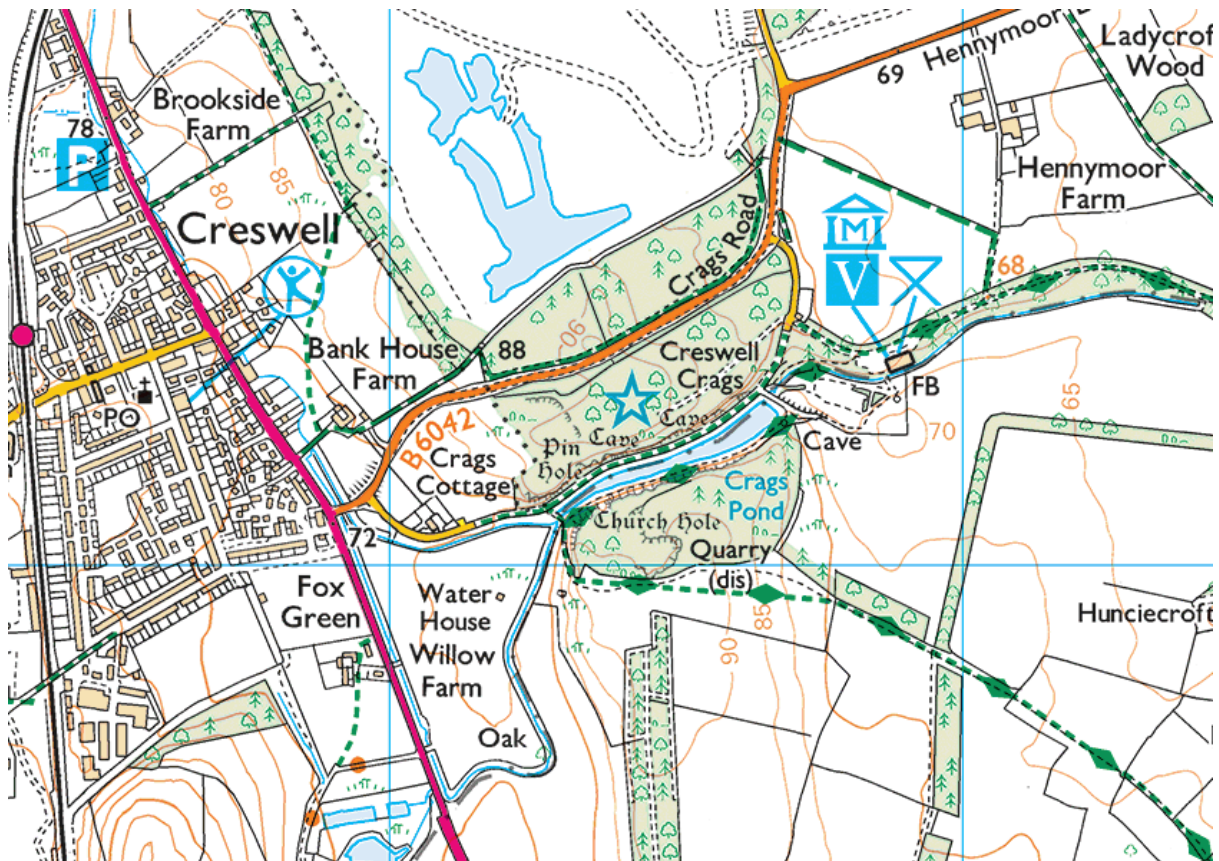 69
Hennymoor
Ladycrof
Wood
Brookside
Farm
78
P
85
80
Hennymoor
Farm
Creswell
Crags Road
M
V
68
Bank House
Farm
88
90
Creswell
Crags
FB
65
PO
B6042
Cave
Cave
Pin
Hole
Cave
70
Crags
Cottage
Crags
Pond
Church Hole
72
Quarry
(dis)
Fox
Green
Water
House
Willow
Farm
Hunciecroft
90
85
Oak